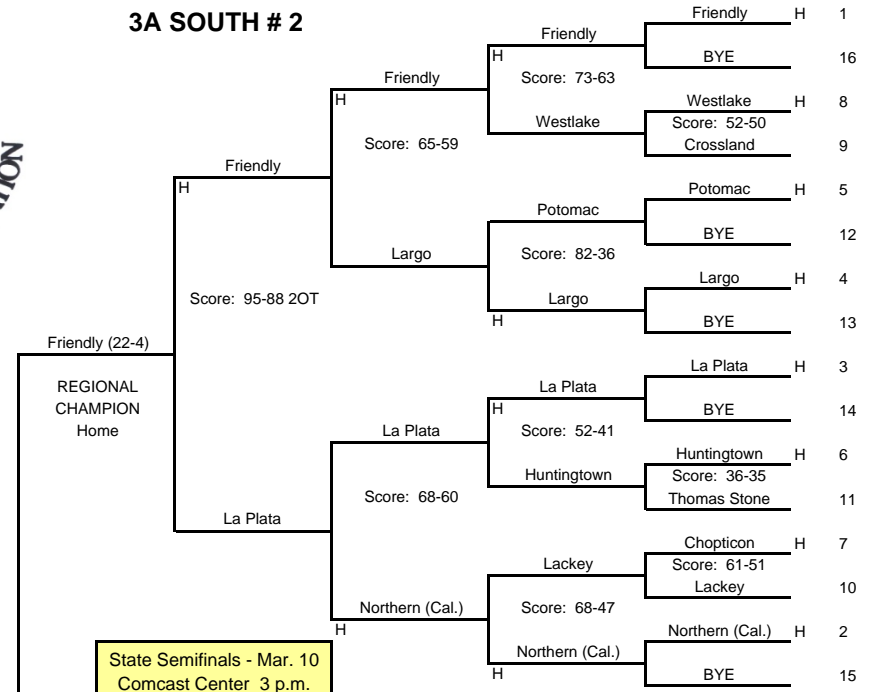 3A SOUTH # 2
Friendly H 1
Friendly
H
BYE 16
Score: 73-63
Friendly
H
Westlake H 8
Westlake
Score: 52-50
Crossland 9
Score: 65-59
Friendly
H
Potomac H 5
Potomac
BYE 12
Largo
Score: 82-36
Largo H 4
Largo
H
BYE 13
Score: 95-88 2OT
Friendly (22-4)
REGIONAL
CHAMPION
Home
La Plata H 3
La Plata
H
BYE 14
La Plata
Score: 52-41
Huntingtown H 6
Huntingtown
Score: 36-35
Thomas Stone 11
Score: 68-60
La Plata
Chopticon H 7
Lackey
Score: 61-51
Lackey 10
Northern (Cal.)
H
Score: 68-47
Northern (Cal.) H 2
Northern (Cal.)
H
BYE 15
State Semifinals - Mar. 10
Comcast Center 3 p.m.